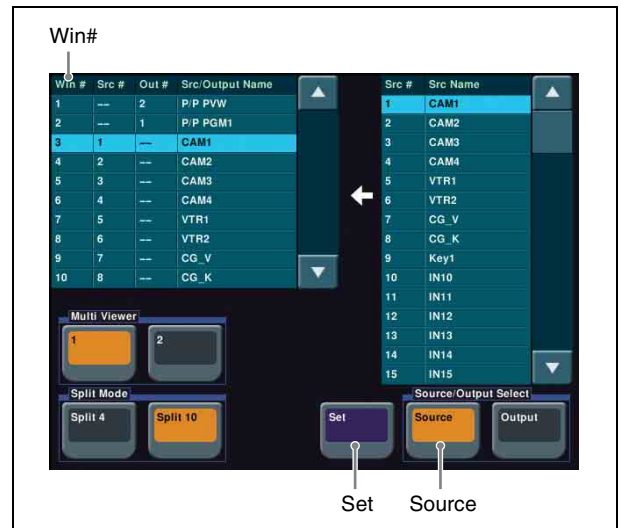 Win#
Win # Src # Out # Src/Output Name
1 --- 2 P/P PVW
2 --- 1 P/P PGM1
3 1 --- CAM1
4 2 --- CAM2
5 3 --- CAM3
6 4 --- CAM4
7 5 --- VTR1
8 6 --- VTR2
9 7 --- CG_V
10 8 --- CG_K
Src # Src Name
1 CAM1
2 CAM2
3 CAM3
4 CAM4
5 VTR1
6 VTR2
7 CG_V
8 CG_K
9 Key1
10 IN10
11 IN11
12 IN12
13 IN13
14 IN14
15 IN15
Multi Viewer
1 2
Split Mode
Split 4 Split 10
Set
Source/Output Select
Source Output
Set Source